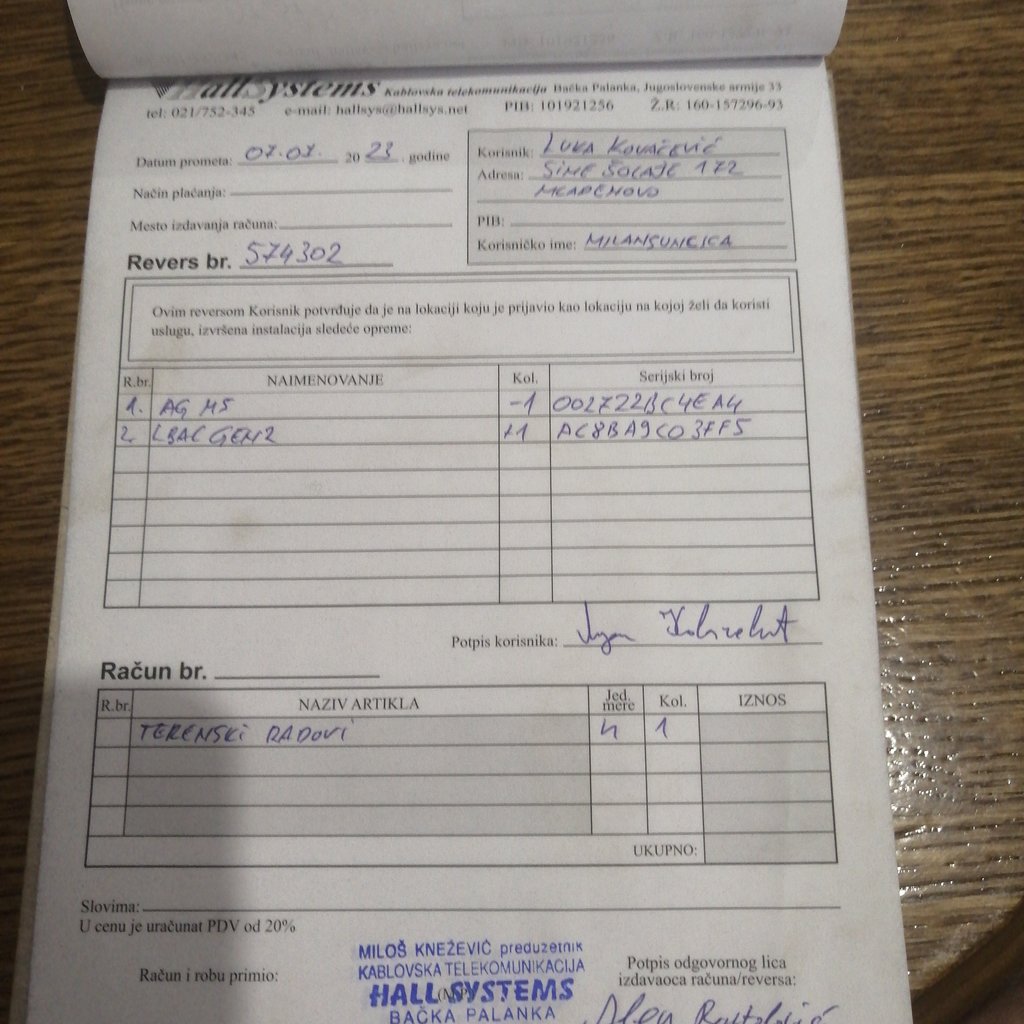 HallSystems Kablovska telekomunikacija Bačka Palanka, Jugoslovenske armije 33
tel: 021/752-345 e-mail: hallsys@hallsys.net PIB: 101921256 Ž.R: 160-157296-93
Datum prometa: 07.07. 20 23 . godine
Način plaćanja:
Mesto izdavanja računa:
Revers br. 574302
Korisnik: LUKA KOVAČEVIĆ
Adresa: SIME ŠOLAJE 172
MLADENOVO
PIB:
Korisničko ime: MILANSUNCICA
Ovim reversom Korisnik potvrđuje da je na lokaciji koju je prijavio kao lokaciju na kojoj želi da koristi
uslugu, izvršena instalacija sledeće opreme:
R.br. NAIMENOVANJE Kol. Serijski broj
1. AG M5 -1 002722BC4EA4
2. LBAC GEN2 +1 AC8BA9C03FF5
Potpis korisnika:
Račun br.
R.br. NAZIV ARTIKLA Jed. mere Kol. IZNOS
TERENSKI RADOVI h 1
UKUPNO:
Slovima:
U cenu je uračunat PDV od 20%
Račun i robu primio:
MILOŠ KNEŽEVIĆ preduzetnik
KABLOVSKA TELEKOMUNIKACIJA
HALL SYSTEMS
BAČKA PALANKA
Potpis odgovornog lica
izdavaoca računa/reversa: